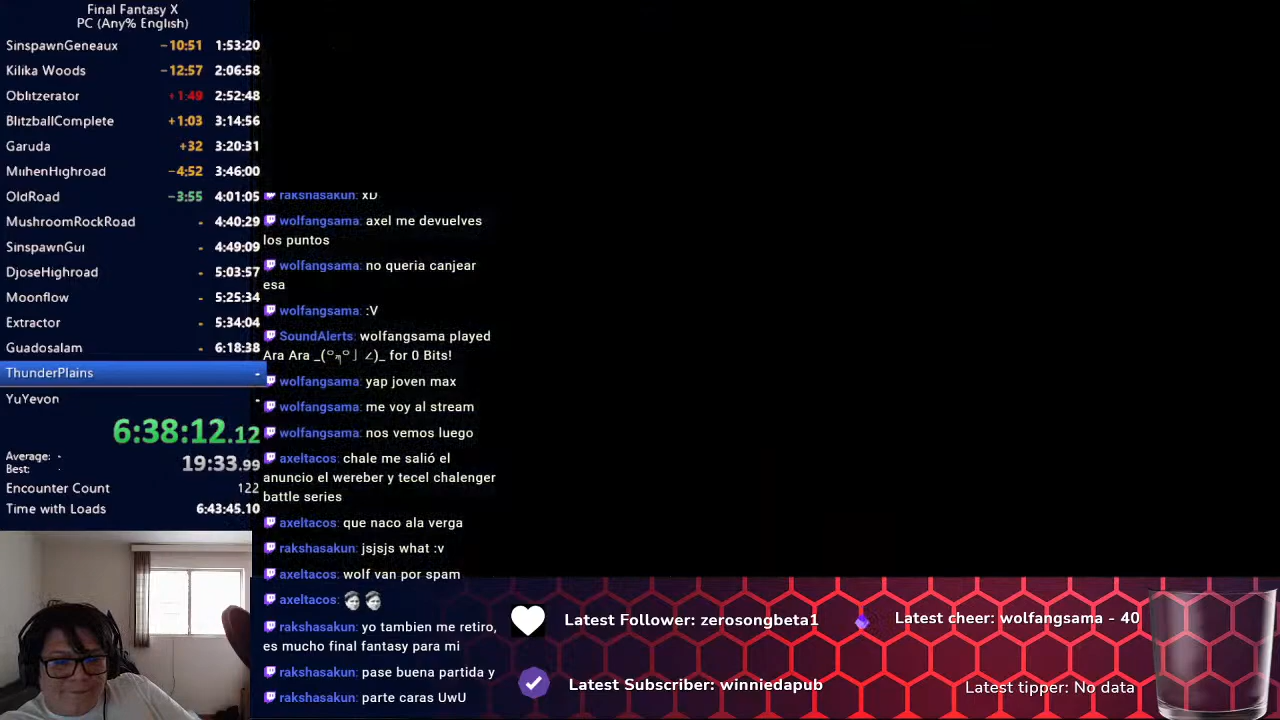 Final Fantasy X
PC (Any% English)
SinspawnGeneaux -10:51 1:53:20
Kilika Woods -12:57 2:06:58
Oblitzerator +1:49 2:52:48
BlitzballComplete +1:03 3:14:56
Garuda +32 3:20:31
MiihenHighroad -4:52 3:46:00
OldRoad -3:55 4:01:05
MushroomRockRoad - 4:40:29
SinspawnGui - 4:49:09
DjoseHighroad - 5:03:57
Moonflow - 5:25:34
Extractor - 5:34:04
Guadosalam - 6:18:38
ThunderPlains -
YuYevon -
6:38:12.12
Average: -
Best: -
19:33.99
Encounter Count 122
Time with Loads 6:43:45.10
rakshasakun: xD
wolfangsama: axel me devuelves
los puntos
wolfangsama: no queria canjear
esa
wolfangsama: :V
SoundAlerts: wolfangsama played
Ara Ara for 0 Bits!
wolfangsama: yap joven max
wolfangsama: me voy al stream
wolfangsama: nos vemos luego
axeltacos: chale me salió el
anuncio el wereber y tecel chalenger
battle series
axeltacos: que naco ala verga
rakshasakun: jsjsjs what :v
axeltacos: wolf van por spam
axeltacos:
rakshasakun: yo tambien me retiro,
es mucho final fantasy para mi
rakshasakun: pase buena partida y
rakshasakun: parte caras UwU
Latest Follower: zerosongbeta1
Latest cheer: wolfangsama - 40
Latest Subscriber: winniedapub
Latest tipper: No data